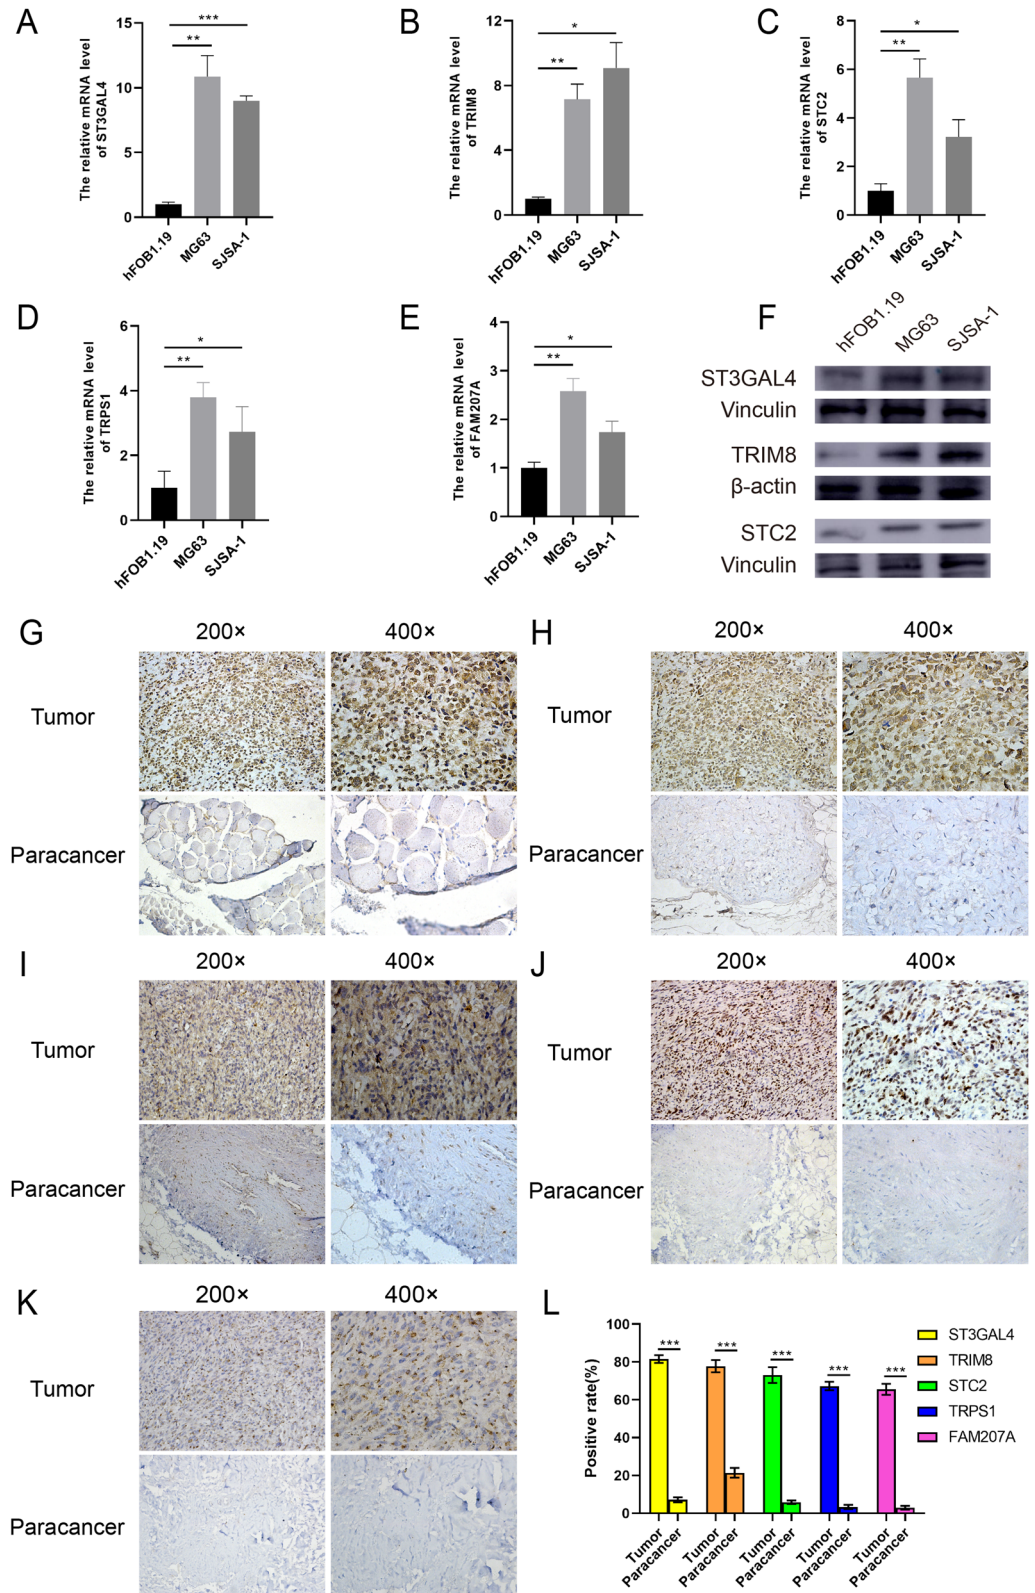 A
The relative mRNA level
of ST3GAL4
15
10
5
0
***
**
hFOB1.19
MG63
SJSA-1
B
The relative mRNA level
of TRIM8
12
8
4
0
*
**
hFOB1.19
MG63
SJSA-1
C
The relative mRNA level
of STC2
8
6
4
2
0
*
**
hFOB1.19
MG63
SJSA-1
D
The relative mRNA level
of TRPS1
6
4
2
0
*
**
hFOB1.19
MG63
SJSA-1
E
The relative mRNA level
of FAM207A
4
3
2
1
0
*
**
hFOB1.19
MG63
SJSA-1
F
hFOB1.19
MG63
SJSA-1
ST3GAL4
Vinculin
TRIM8
β-actin
STC2
Vinculin
G
200×
400×
Tumor
Paracancer
H
200×
400×
Tumor
Paracancer
I
200×
400×
Tumor
Paracancer
J
200×
400×
Tumor
Paracancer
K
200×
400×
Tumor
Paracancer
L
Positive rate(%)
100
80
60
40
20
0
***
***
***
***
***
Tumor
Paracancer
Tumor
Paracancer
Tumor
Paracancer
Tumor
Paracancer
Tumor
Paracancer
ST3GAL4
TRIM8
STC2
TRPS1
FAM207A